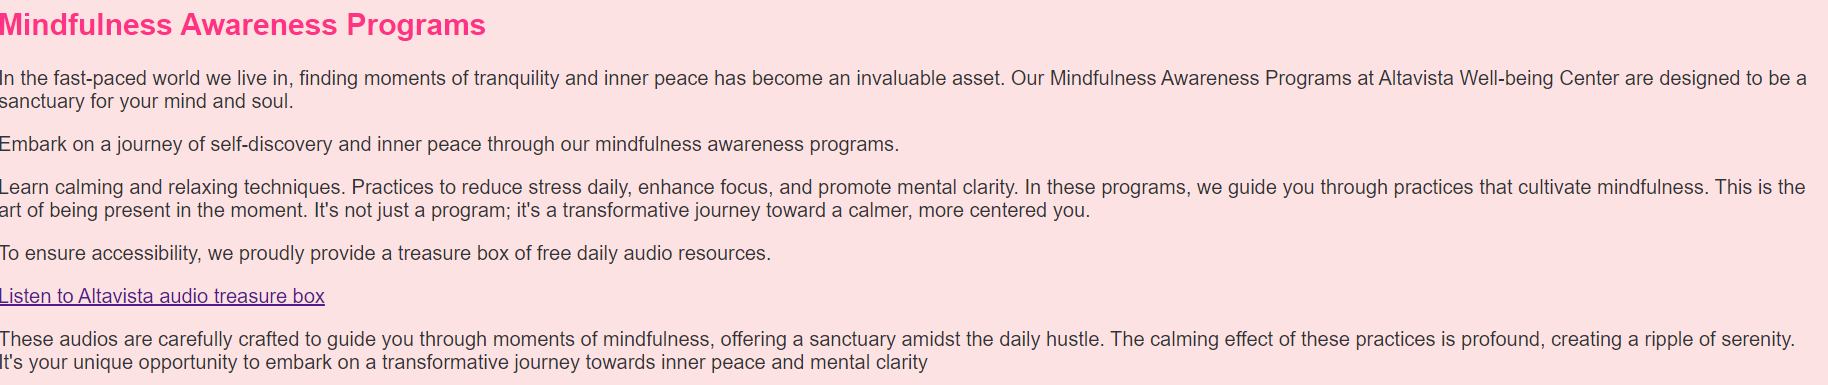 Mindfulness Awareness Programs
In the fast-paced world we live in, finding moments of tranquility and inner peace has become an invaluable asset. Our Mindfulness Awareness Programs at Altavista Well-being Center are designed to be a
sanctuary for your mind and soul.
Embark on a journey of self-discovery and inner peace through our mindfulness awareness programs.
Learn calming and relaxing techniques. Practices to reduce stress daily, enhance focus, and promote mental clarity. In these programs, we guide you through practices that cultivate mindfulness. This is the
art of being present in the moment. It's not just a program; it's a transformative journey toward a calmer, more centered you.
To ensure accessibility, we proudly provide a treasure box of free daily audio resources.
Listen to Altavista audio treasure box
These audios are carefully crafted to guide you through moments of mindfulness, offering a sanctuary amidst the daily hustle. The calming effect of these practices is profound, creating a ripple of serenity.
It's your unique opportunity to embark on a transformative journey towards inner peace and mental clarity